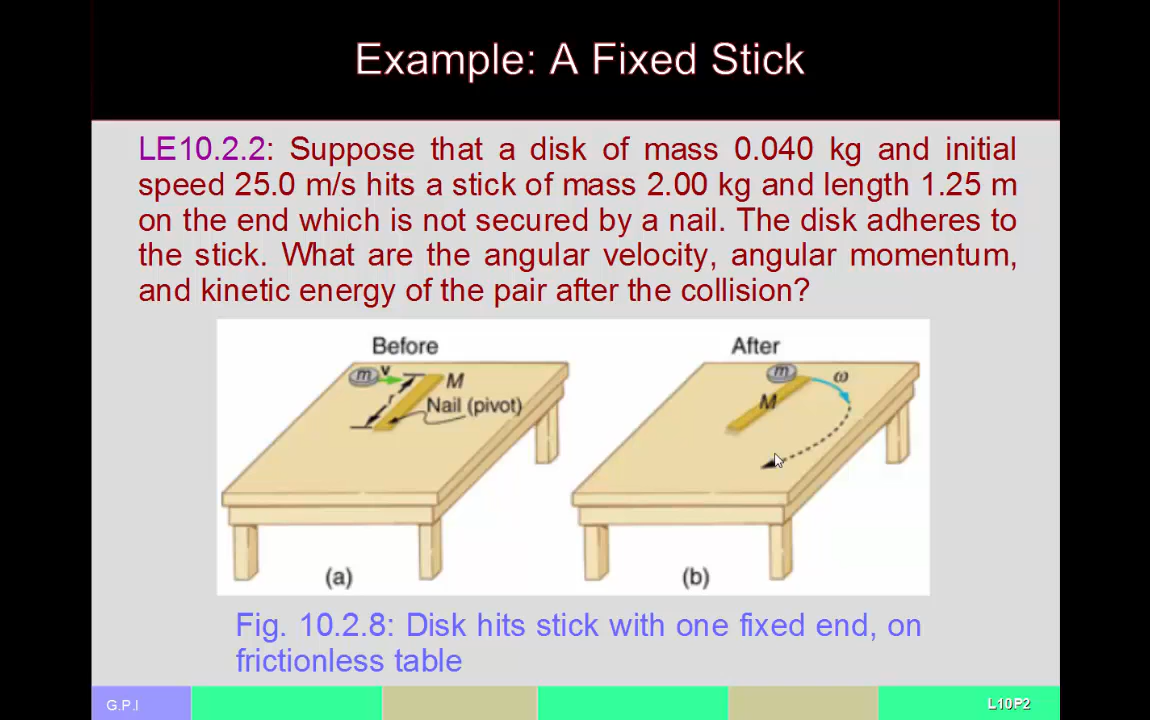 Example: A Fixed Stick
LE10.2.2: Suppose that a disk of mass 0.040 kg and initial
speed 25.0 m/s hits a stick of mass 2.00 kg and length 1.25 m
on the end which is not secured by a nail. The disk adheres to
the stick. What are the angular velocity, angular momentum,
and kinetic energy of the pair after the collision?
Before
After
m
v
M
r
Nail (pivot)
m
ω
M
(a)
(b)
Fig. 10.2.8: Disk hits stick with one fixed end, on
frictionless table
G.P.I
L10P2